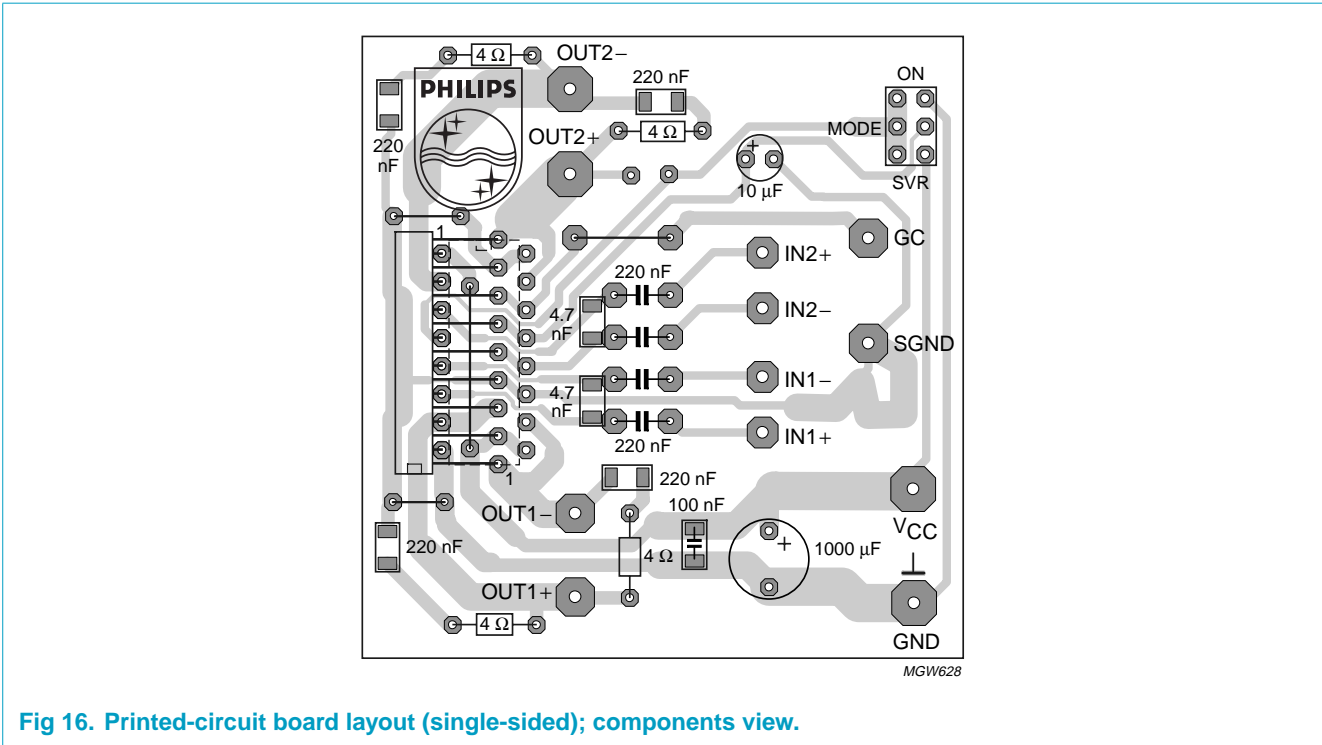 4 Ω
OUT2−
PHILIPS
220 nF
ON
220
nF
OUT2+
4 Ω
MODE
+
10 μF
SVR
1
GC
IN2+
220 nF
4.7
nF
IN2−
SGND
4.7
nF
IN1−
220 nF
IN1+
1
220 nF
OUT1−
100 nF
VCC
220 nF
4 Ω
+
1000 μF
OUT1+
4 Ω
GND
MGW628
Fig 16. Printed-circuit board layout (single-sided); components view.